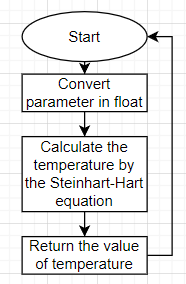 Start
Convert
parameter in float
Calculate the
temperature by
the Steinhart-Hart
equation
Return the value
of temperature